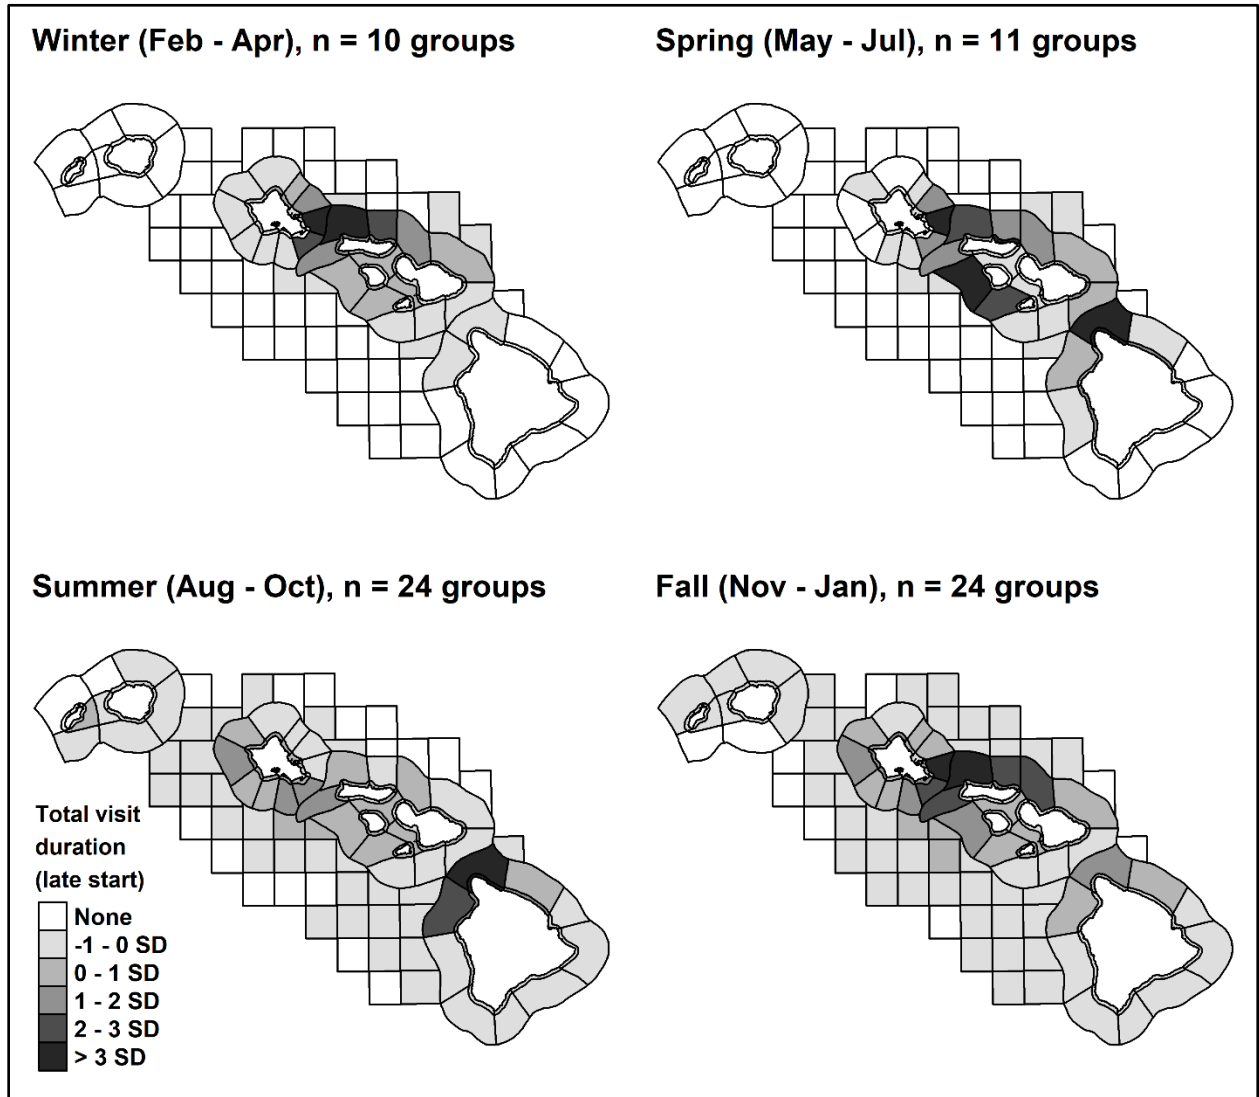 Winter (Feb - Apr), n = 10 groups
Spring (May - Jul), n = 11 groups
Summer (Aug - Oct), n = 24 groups
Fall (Nov - Jan), n = 24 groups
Total visit
duration
(late start)
None
-1 - 0 SD
0 - 1 SD
1 - 2 SD
2 - 3 SD
> 3 SD